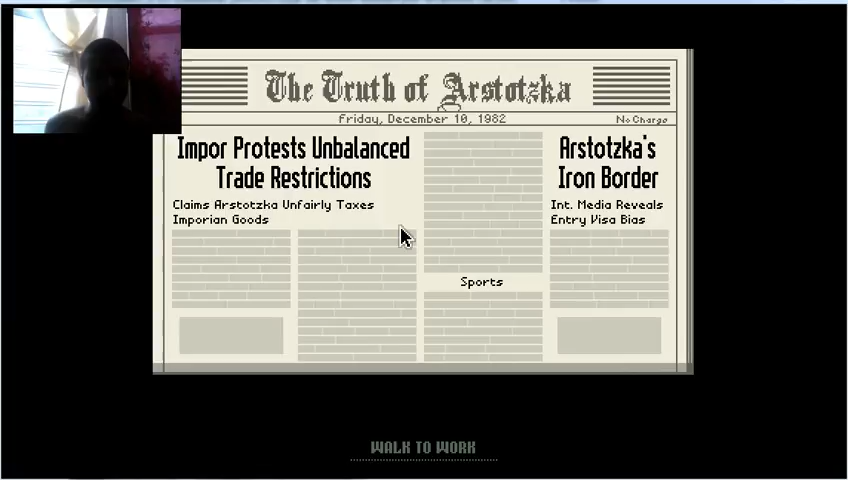 The Truth of Arstotzka
Friday, December 10, 1982
No Charge
Impor Protests Unbalanced
Trade Restrictions
Claims Arstotzka Unfairly Taxes
Imporian Goods
Sports
Arstotzka's
Iron Border
Int. Media Reveals
Entry Visa Bias
WALK TO WORK